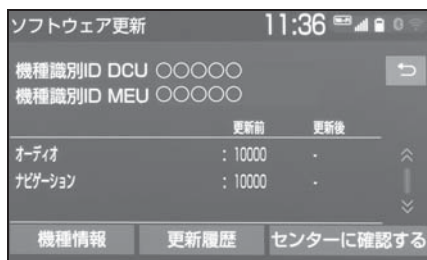 ソフトウェア更新 11:36
機種識別ID DCU ○○○○○
機種識別ID MEU ○○○○○
更新前 更新後
オーディオ : 10000 -
ナビゲーション : 10000 -
機種情報 更新履歴 センターに確認する